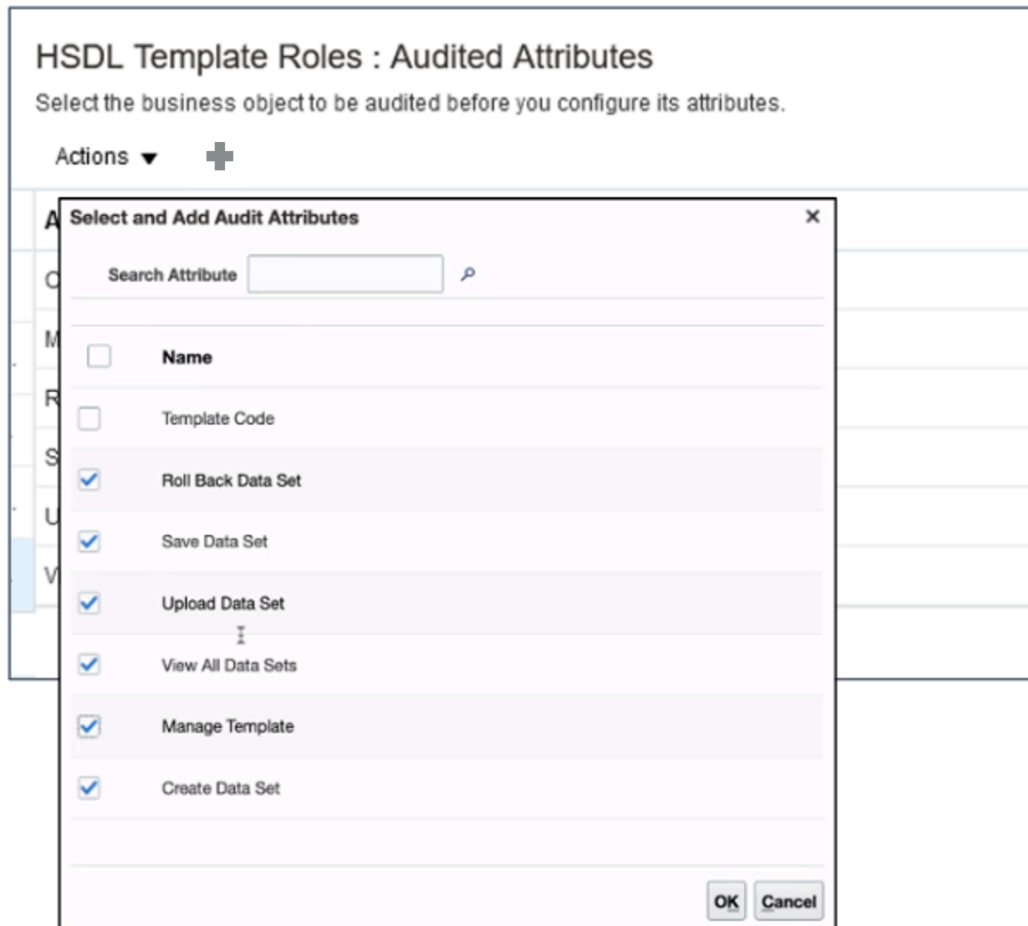 HSDL Template Roles : Audited Attributes
Select the business object to be audited before you configure its attributes.
Actions
A
Select and Add Audit Attributes
Search Attribute
C
M
Name
R
Template Code
S
Roll Back Data Set
U
Save Data Set
V
Upload Data Set
View All Data Sets
Manage Template
Create Data Set
OK Cancel